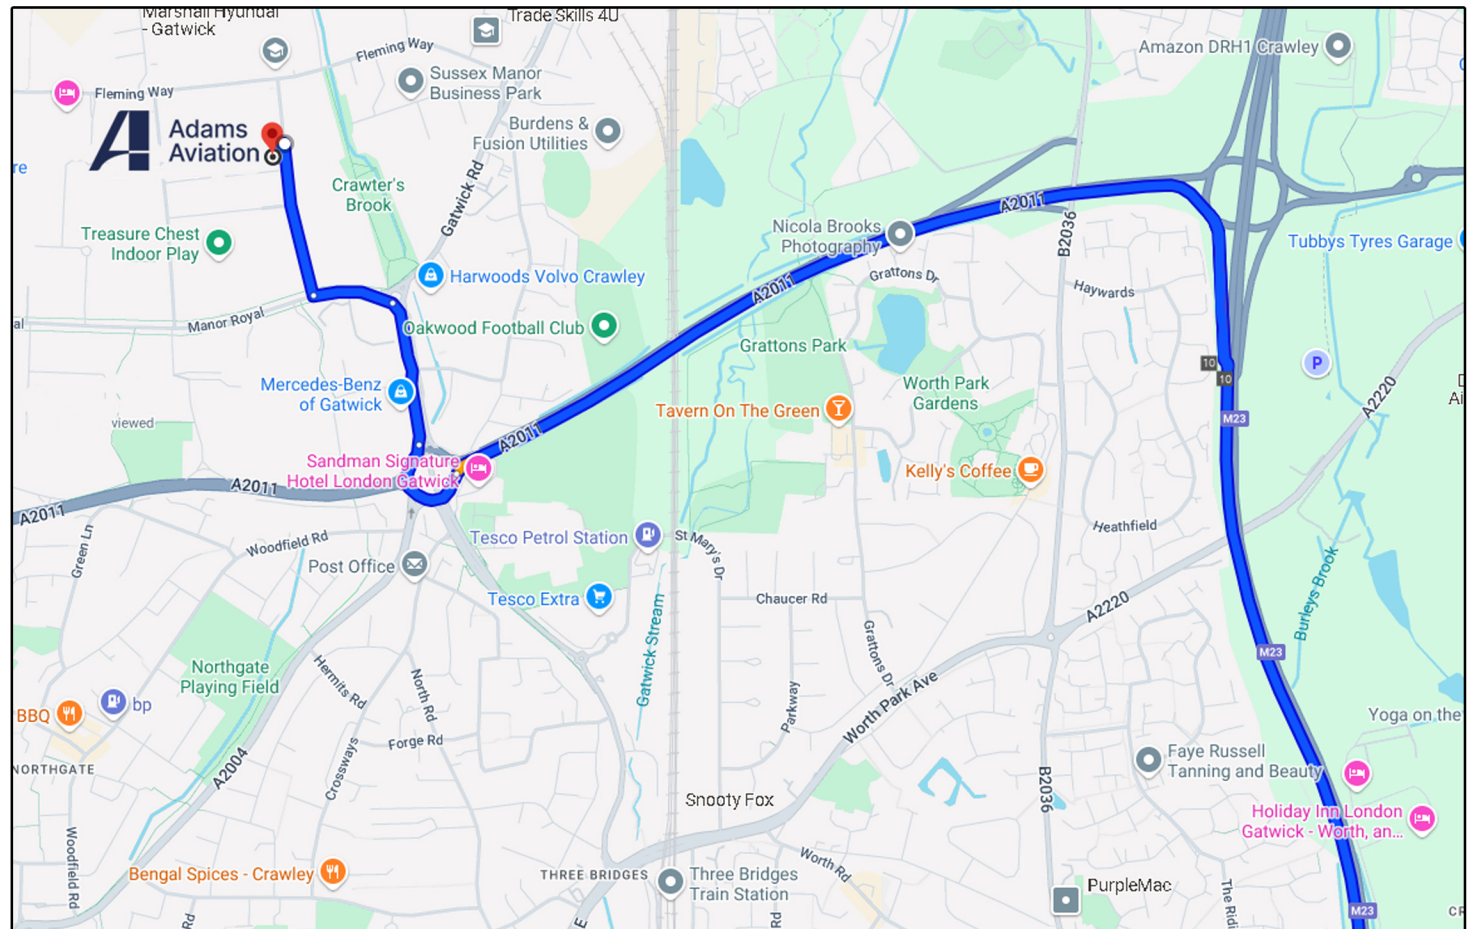 Marshall Hyundai
- Gatwick
Trade Skills 4U
Fleming Way
Amazon DRH1 Crawley
Sussex Manor
Business Park
Fleming Way
Adams
Aviation
Burdens &
Fusion Utilities
re
Crawter's
Brook
Gatwick Rd
A2011
B2036
Nicola Brooks
Photography
Treasure Chest
Indoor Play
Tubbys Tyres Garage
Harwoods Volvo Crawley
Grattons Dr
A2011
Haywards
al
Manor Royal
Oakwood Football Club
Grattons Park
10
10
P
Mercedes-Benz
of Gatwick
Worth Park
Gardens
A2220
Ai
viewed
Tavern On The Green
M23
A2011
Sandman Signature
Hotel London Gatwick
Kelly's Coffee
A2011
A2011
Heathfield
Green Ln
Woodfield Rd
Tesco Petrol Station
St Mary's Dr
Post Office
Tesco Extra
Chaucer Rd
A2220
Burleys Brook
Gatwick Stream
Grattons Dr
M23
Northgate
Playing Field
Hermits Rd
North Rd
Parkway
Worth Park Ave
BBQ
bp
Yoga on the
Forge Rd
Crossways
NORTHGATE
A2004
Faye Russell
Tanning and Beauty
B2036
Snooty Fox
Holiday Inn London
Gatwick - Worth, an...
Woodfield Rd
Bengal Spices - Crawley
THREE BRIDGES
Three Bridges
Train Station
Worth Rd
PurpleMac
The Ridi
M23
CR
Rd
E
Rd